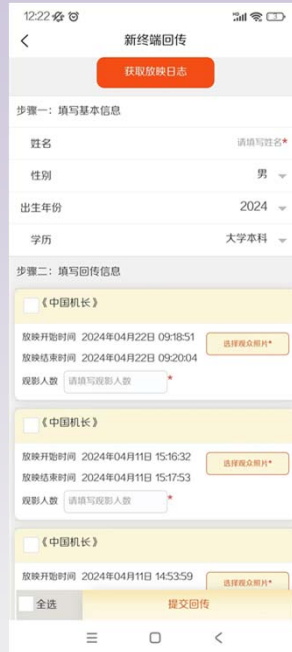 12:22
新终端回传
获取放映日志
步骤一：填写基本信息
姓名 请填写姓名*
性别 男
出生年份 2024
学历 大学本科
步骤二：填写回传信息
《中国机长》
放映开始时间 2024年04月22日 09:18:51
选择观众照片*
放映结束时间 2024年04月22日 09:20:04
观影人数 请填写观影人数 *
《中国机长》
放映开始时间 2024年04月11日 15:16:32
选择观众照片*
放映结束时间 2024年04月11日 15:17:53
观影人数 请填写观影人数 *
《中国机长》
放映开始时间 2024年04月11日 14:53:59
选择观众照片*
全选 提交回传